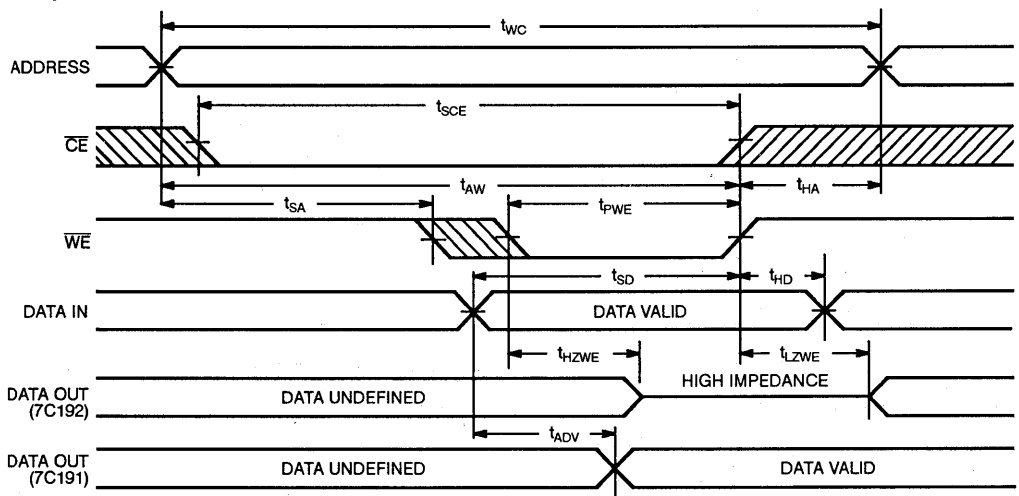 tWC
ADDRESS
tSCE
CE
tAW
tHA
tSA
tPWE
WE
tSD
tHD
DATA IN
DATA VALID
tHZWE
tLZWE
HIGH IMPEDANCE
DATA OUT
(7C192)
DATA UNDEFINED
tADV
DATA OUT
(7C191)
DATA UNDEFINED
DATA VALID